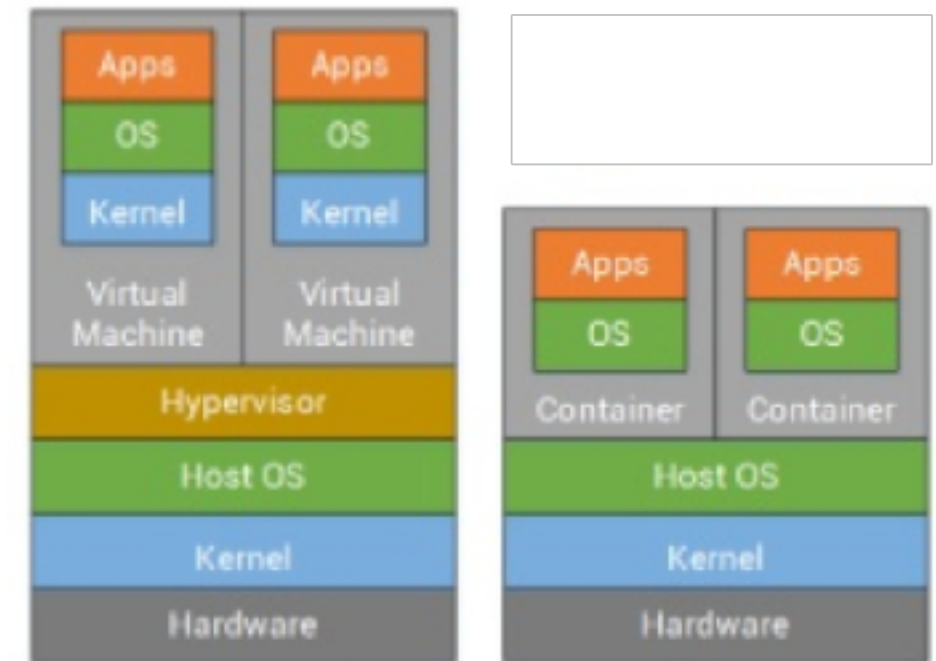 Apps
Apps
OS
OS
Kernel
Kernel
Virtual
Machine
Virtual
Machine
Hypervisor
Host OS
Kernel
Hardware
Apps
Apps
OS
OS
Container
Container
Host OS
Kernel
Hardware